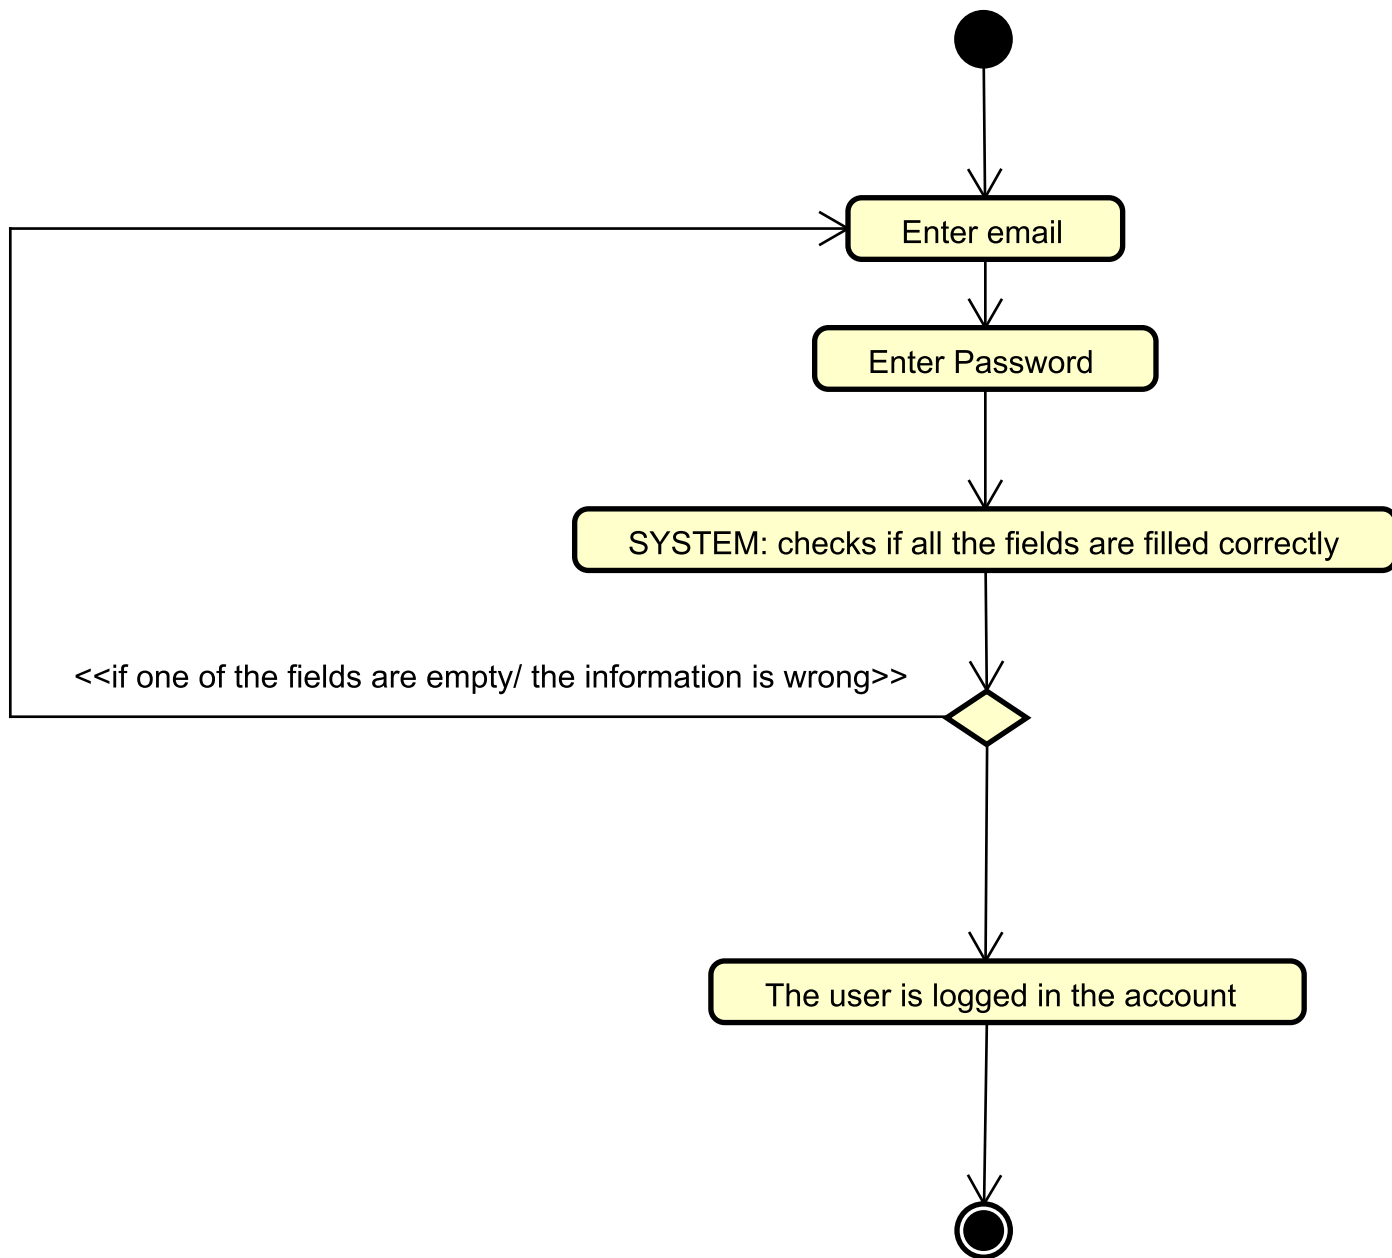 Enter email
Enter Password
SYSTEM: checks if all the fields are filled correctly
<<if one of the fields are empty/ the information is wrong>>
The user is logged in the account